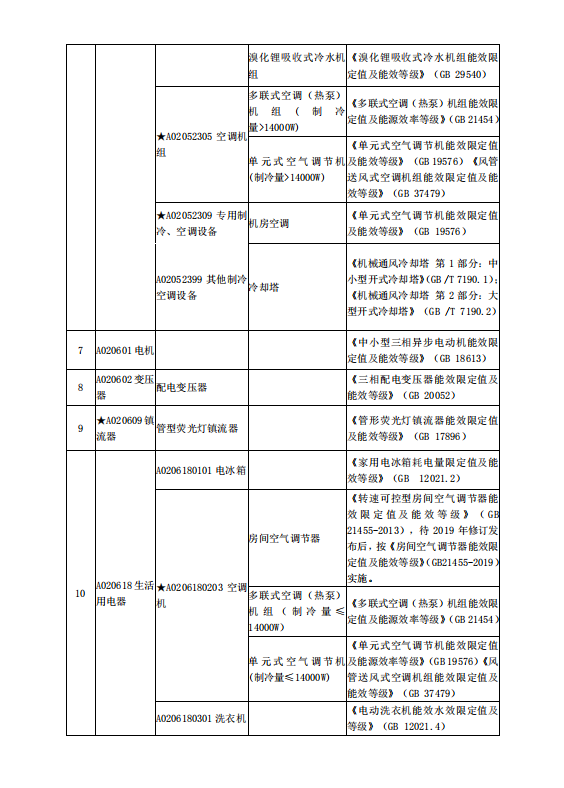 溴化锂吸收式冷水机
组
《溴化锂吸收式冷水机组能效限
定值及能效等级》（GB 29540）
★A02052305 空调机
组
多联式空调（热泵）
机组(制冷
量>14000W)
《多联式空调（热泵）机组能效限
定值及能源效率等级》（GB 21454）
单元式空气调节机
(制冷量>14000W)
《单元式空气调节机能效限定值
及能效等级》（GB 19576）《风管
送风式空调机组能效限定值及能
效等级》（GB 37479）
★A02052309 专用制
冷、空调设备
机房空调
《单元式空气调节机能效限定值
及能效等级》（GB 19576）
A02052399 其他制冷
空调设备
冷却塔
《机械通风冷却塔 第 1 部分：中
小型开式冷却塔》（GB /T 7190.1）；
《机械通风冷却塔 第 2 部分：大
型开式冷却塔》（GB /T 7190.2）
7
A020601 电机
《中小型三相异步电动机能效限
定值及能效等级》（GB 18613）
8
A020602 变压
器
配电变压器
《三相配电变压器能效限定值及
能效等级》（GB 20052）
9
★A020609 镇
流器
管型荧光灯镇流器
《管形荧光灯镇流器能效限定值
及能效等级》（GB 17896）
10
A020618 生活
用电器
A0206180101 电冰箱
《家用电冰箱耗电量限定值及能
效等级》（GB 12021.2）
★A0206180203 空调
机
房间空气调节器
《转速可控型房间空气调节器能
效限定值及能效等级》（GB
21455-2013），待 2019 年修订发
布后，按《房间空气调节器能效限
定值及能效等级》（GB21455-2019）
实施。
多联式空调（热泵）
机组（制冷量≤
14000W）
《多联式空调（热泵）机组能效限
定值及能源效率等级》（GB 21454）
单元式空气调节机
(制冷量≤14000W)
《单元式空气调节机能效限定值
及能源效率等级》（GB 19576）《风
管送风式空调机组能效限定值及
能效等级》（GB 37479）
A0206180301 洗衣机
《电动洗衣机能效水效限定值及
等级》（GB 12021.4）